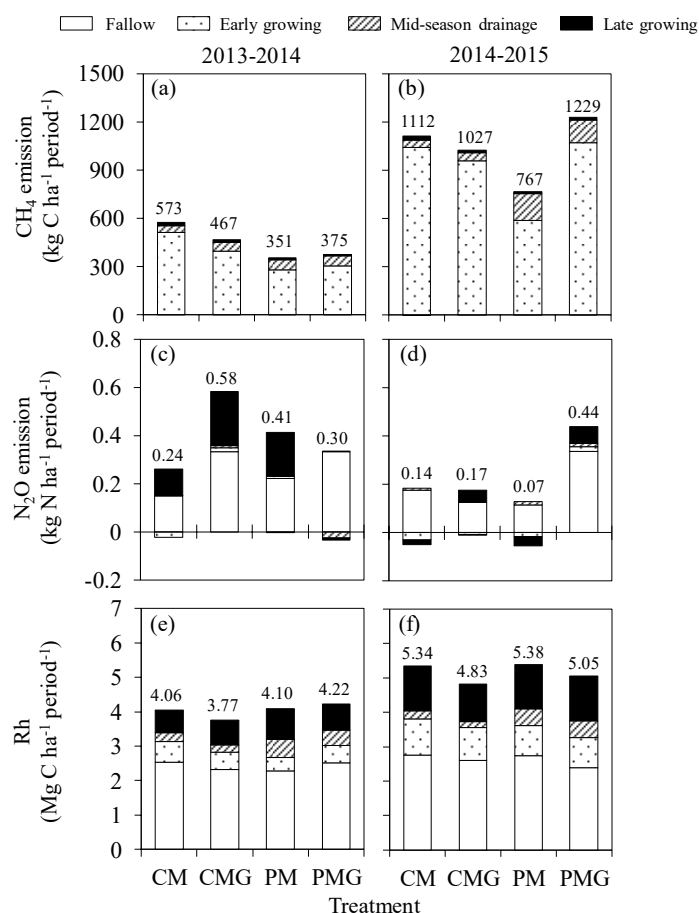 Fallow Early growing Mid-season drainage Late growing
2013-2014 2014-2015
CH₄ emission
(kg C ha⁻¹ period⁻¹)
1500
1200
900
600
300
0
(a)
573 467 351 375
(b)
1112 1027 767 1229
N₂O emission
(kg N ha⁻¹ period⁻¹)
0.8
0.6
0.4
0.2
0
-0.2
(c)
0.24 0.58 0.41 0.30
(d)
0.14 0.17 0.07 0.44
Rh
(Mg C ha⁻¹ period⁻¹)
7
6
5
4
3
2
1
0
(e)
4.06 3.77 4.10 4.22
(f)
5.34 4.83 5.38 5.05
CM CMG PM PMG CM CMG PM PMG
Treatment